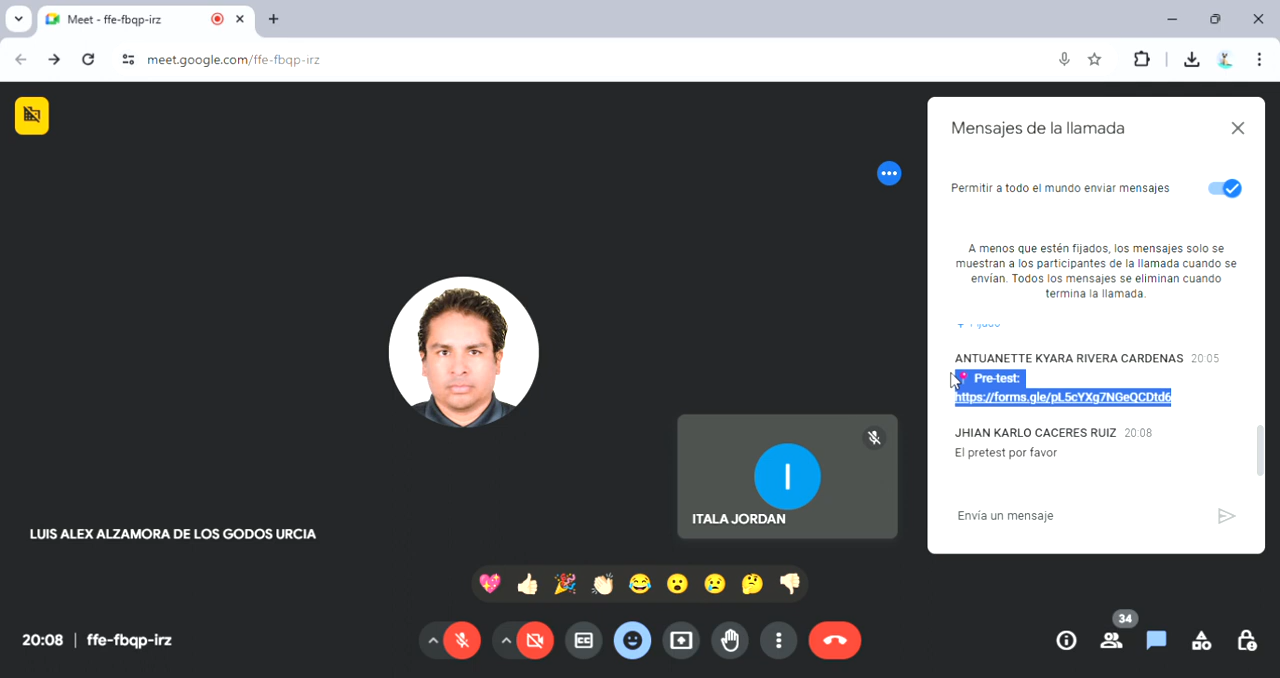 Meet - ffe-fbqp-irz
meet.google.com/ffe-fbqp-irz
Mensajes de la llamada
Permitir a todo el mundo enviar mensajes
A menos que estén fijados, los mensajes solo se
muestran a los participantes de la llamada cuando se
envían. Todos los mensajes se eliminan cuando
termina la llamada.
ANTUANETTE KYARA RIVERA CARDENAS 20:05
Pre-test:
https://forms.gle/pL5cYXg7NGeQCDtd6
JHIAN KARLO CACERES RUIZ 20:08
El pretest por favor
Envía un mensaje
I
ITALA JORDAN
LUIS ALEX ALZAMORA DE LOS GODOS URCIA
34
20:08 | ffe-fbqp-irz